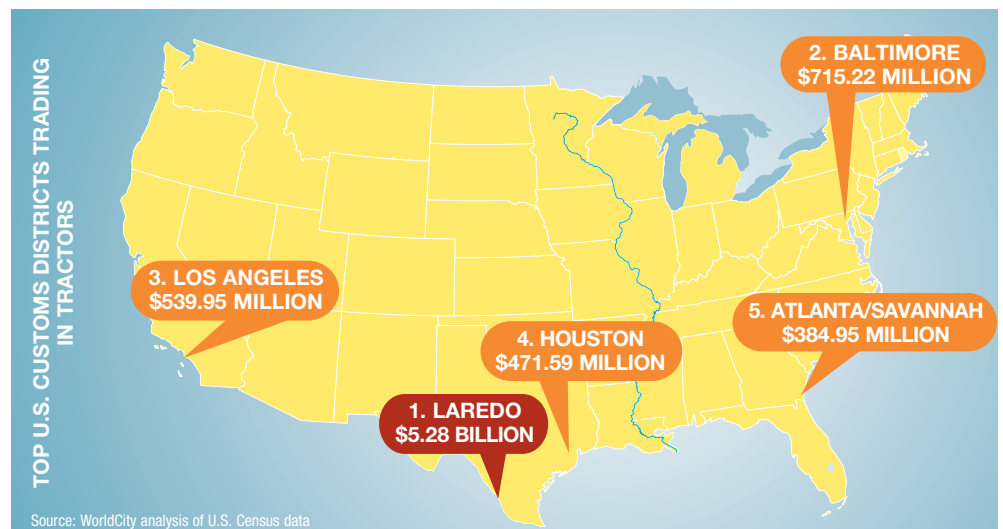 TOP U.S. CUSTOMS DISTRICTS TRADING
IN TRACTORS
2. BALTIMORE
$715.22 MILLION
3. LOS ANGELES
$539.95 MILLION
5. ATLANTA/SAVANNAH
$384.95 MILLION
4. HOUSTON
$471.59 MILLION
1. LAREDO
$5.28 BILLION
Source: WorldCity analysis of U.S. Census data